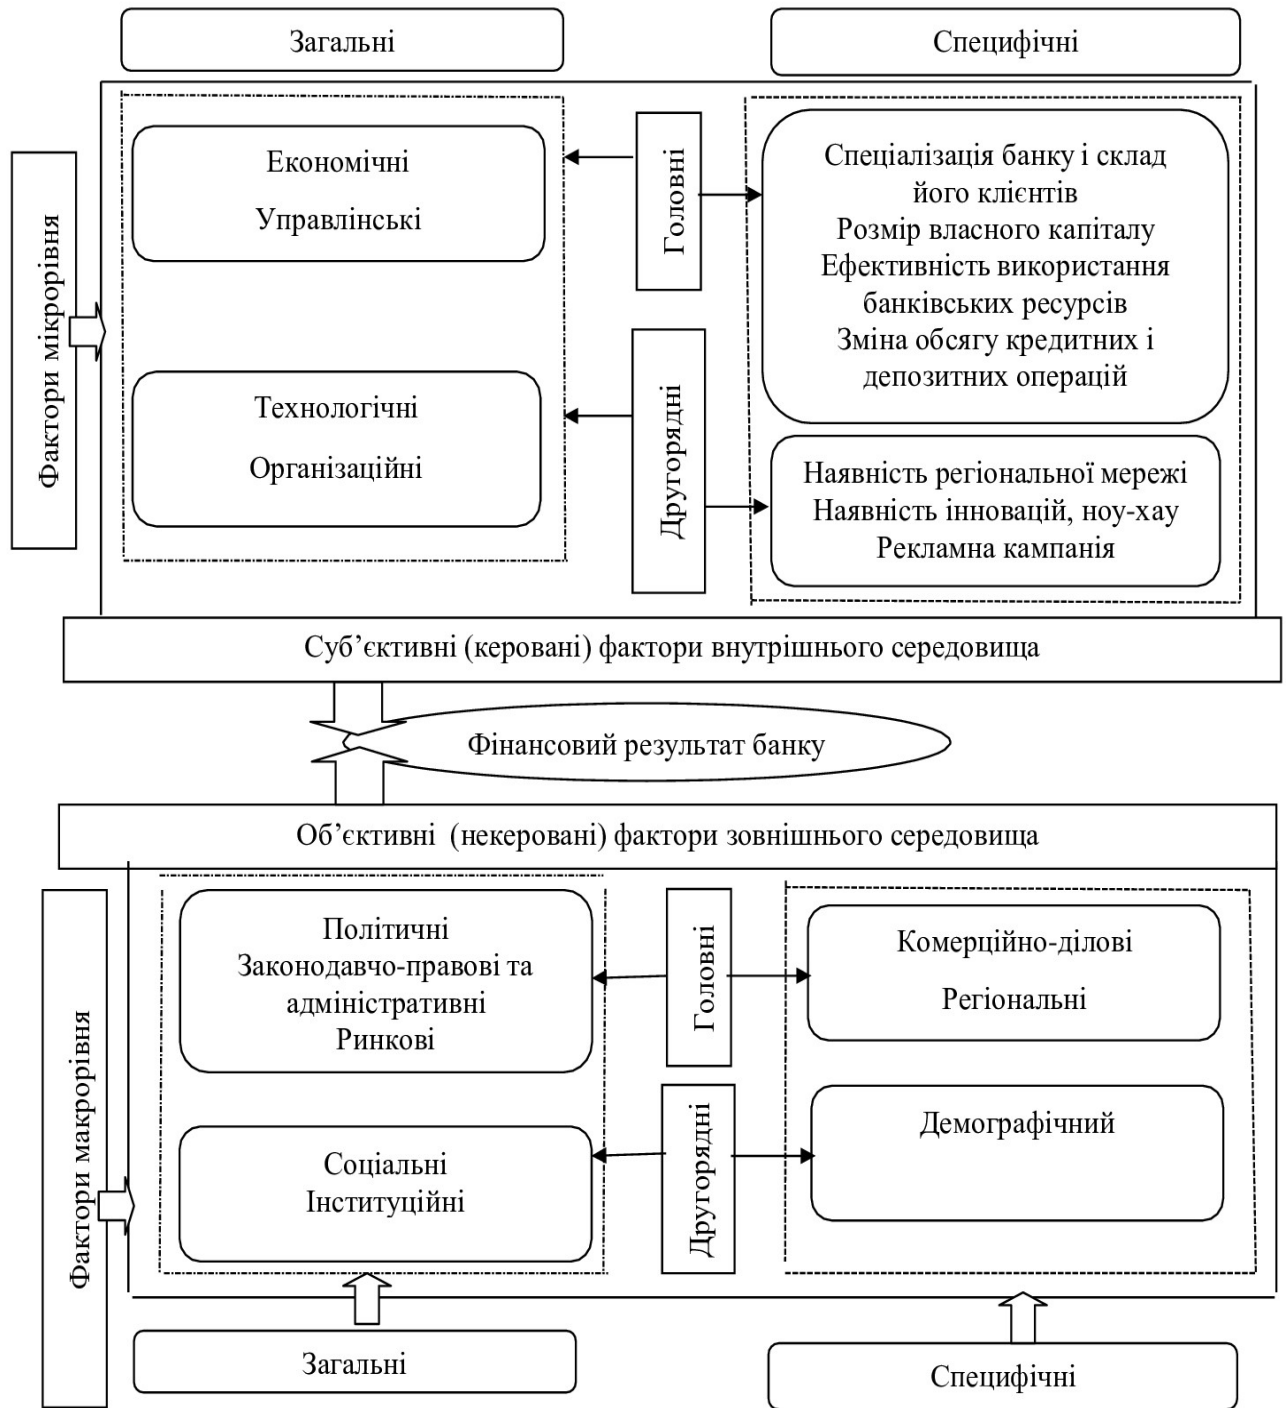 Загальні
Специфічні
Фактори мікрорівня
Економічні
Управлінські
Головні
Спеціалізація банку і склад
його клієнтів
Розмір власного капіталу
Ефективність використання
банківських ресурсів
Зміна обсягу кредитних і
депозитних операцій
Технологічні
Організаційні
Другорядні
Наявність регіональної мережі
Наявність інновацій, ноу-хау
Рекламна кампанія
Суб’єктивні (керовані) фактори внутрішнього середовища
Фінансовий результат банку
Об’єктивні (некеровані) фактори зовнішнього середовища
Фактори макрорівня
Політичні
Законодавчо-правові та
адміністративні
Ринкові
Головні
Комерційно-ділові
Регіональні
Соціальні
Інституційні
Другорядні
Демографічний
Загальні
Специфічні